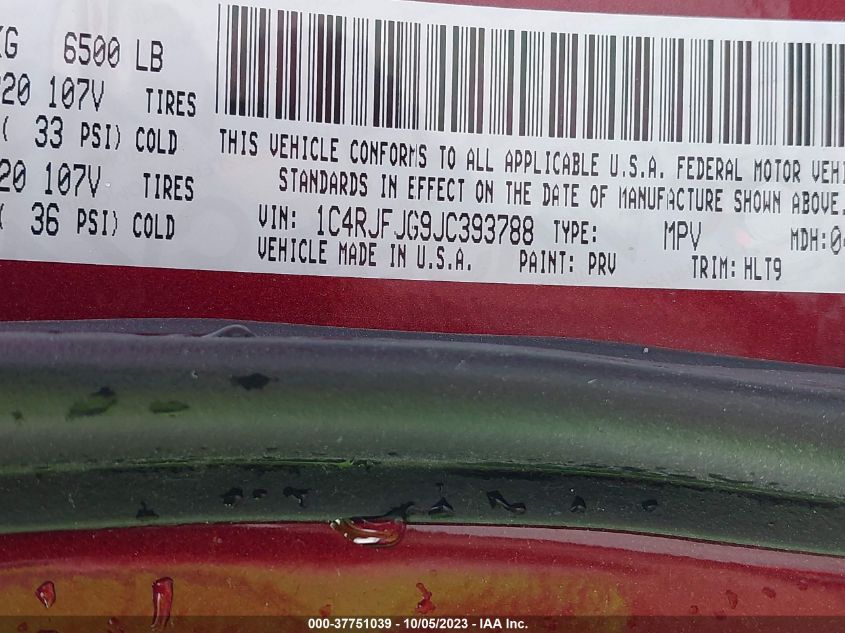 KG 6500 LB
20 107V TIRES
( 33 PSI) COLD
20 107V TIRES
( 36 PSI) COLD
THIS VEHICLE CONFORMS TO ALL APPLICABLE U.S.A. FEDERAL MOTOR VEHI
STANDARDS IN EFFECT ON THE DATE OF MANUFACTURE SHOWN ABOVE.
VIN: 1C4RJFJG9JC393788 TYPE: MPV MDH:04
VEHICLE MADE IN U.S.A. PAINT: PRV TRIM: HLT9
000-37751039 - 10/05/2023 - IAA Inc.